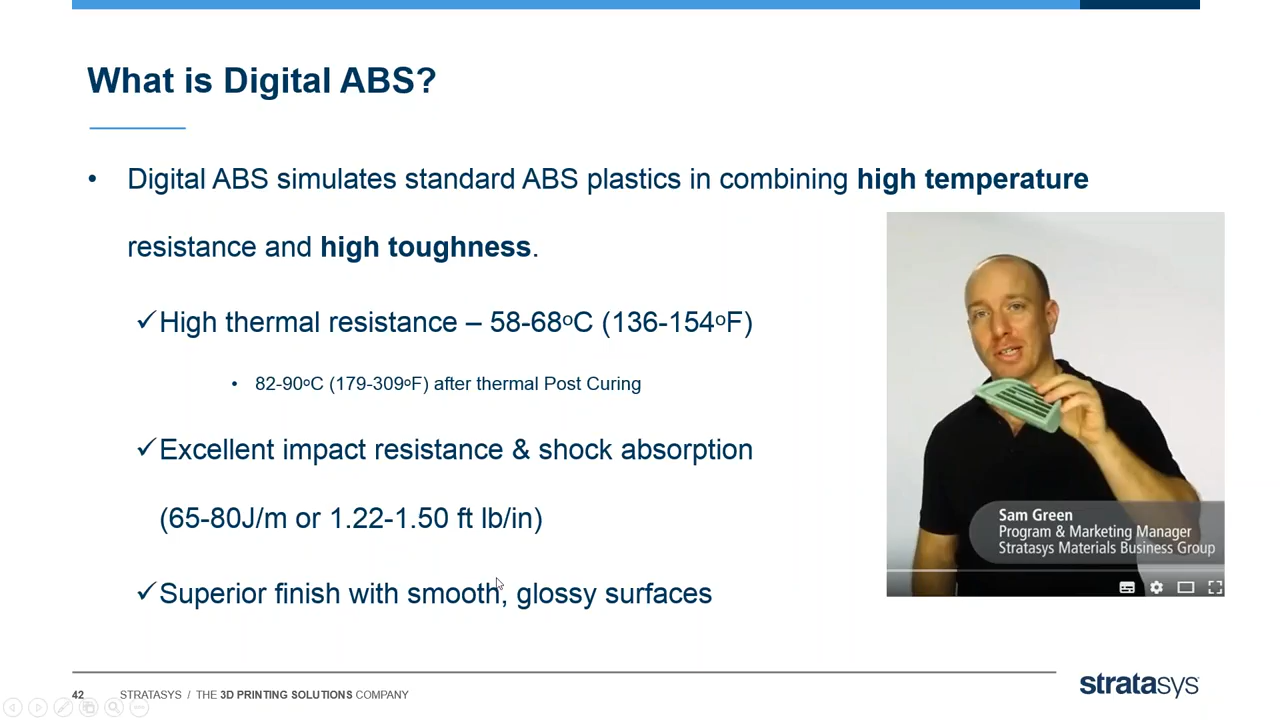 What is Digital ABS?
• Digital ABS simulates standard ABS plastics in combining high temperature
resistance and high toughness.
✓High thermal resistance – 58-68ºC (136-154ºF)
• 82-90ºC (179-309ºF) after thermal Post Curing
✓Excellent impact resistance & shock absorption
(65-80J/m or 1.22-1.50 ft lb/in)
✓Superior finish with smooth, glossy surfaces
Sam Green
Program & Marketing Manager
Stratasys Materials Business Group
42 STRATASYS / THE 3D PRINTING SOLUTIONS COMPANY
stratasys